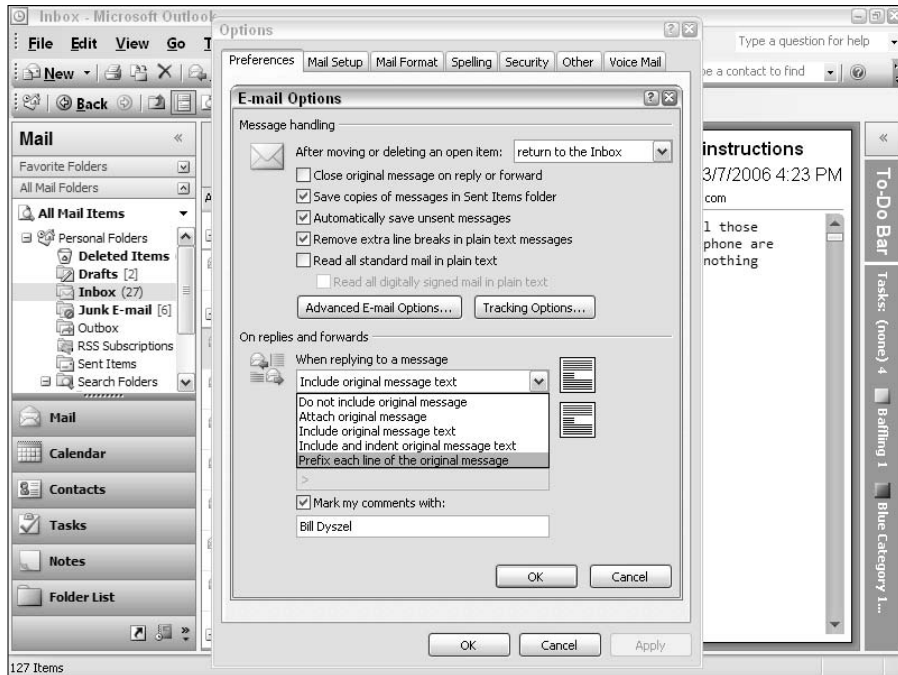 Inbox - Microsoft Outlook
File Edit View Go T
Type a question for help
New
be a contact to find
Back
Mail
Favorite Folders
All Mail Folders
All Mail Items
Personal Folders
Deleted Items
Drafts [2]
Inbox (27)
Junk E-mail [6]
Outbox
RSS Subscriptions
Sent Items
Search Folders
Mail
Calendar
Contacts
Tasks
Notes
Folder List
127 Items
Options
Preferences Mail Setup Mail Format Spelling Security Other Voice Mail
E-mail Options
Message handling
After moving or deleting an open item: return to the Inbox
Close original message on reply or forward
Save copies of messages in Sent Items folder
Automatically save unsent messages
Remove extra line breaks in plain text messages
Read all standard mail in plain text
Read all digitally signed mail in plain text
Advanced E-mail Options... Tracking Options...
On replies and forwards
When replying to a message
Include original message text
Do not include original message
Attach original message
Include original message text
Include and indent original message text
Prefix each line of the original message
>
Mark my comments with:
Bill Dyszel
OK Cancel
OK Cancel Apply
instructions
3/7/2006 4:23 PM
com
l those
phone are
nothing
To-Do Bar
Tasks: (none) 4 Baffling 1 Blue Category 1...